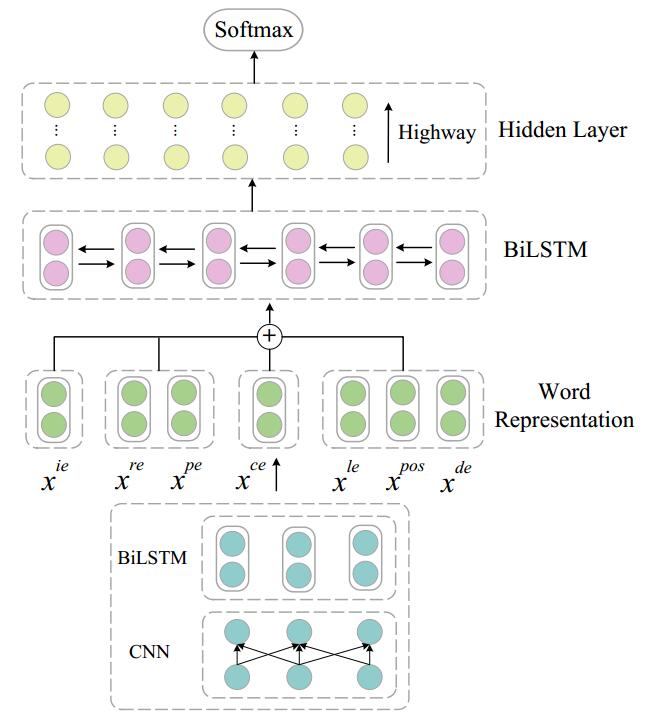 Softmax
⋮ ⋮ ⋮ ⋮ ⋮ ⋮ Highway Hidden Layer
BiLSTM
+
Word
Representation
x^ie x^re x^pe x^ce x^le x^pos x^de
BiLSTM
CNN